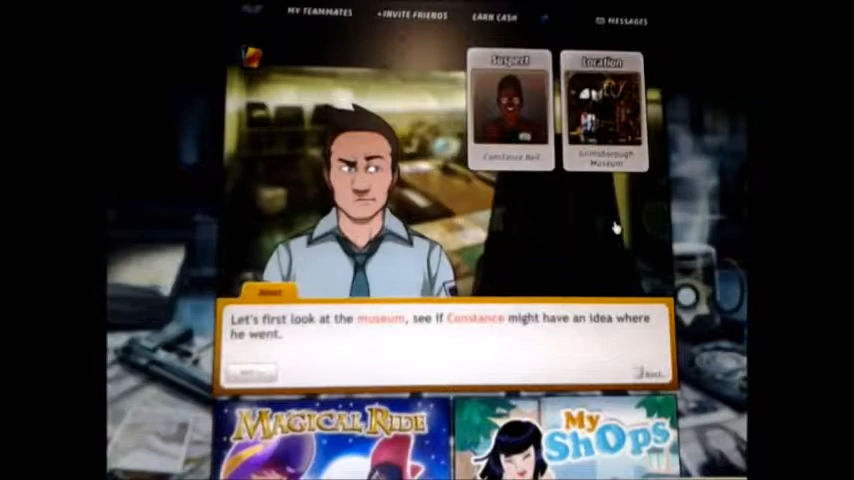 MY TEAMMATES
+INVITE FRIENDS
EARN CASH
MESSAGES
Suspect
Location
Constance Bell
Grimsborough
Museum
Let's first look at the museum, see if Constance might have an idea where
he went.
Next...
MAGICAL RIDE
My
Shops